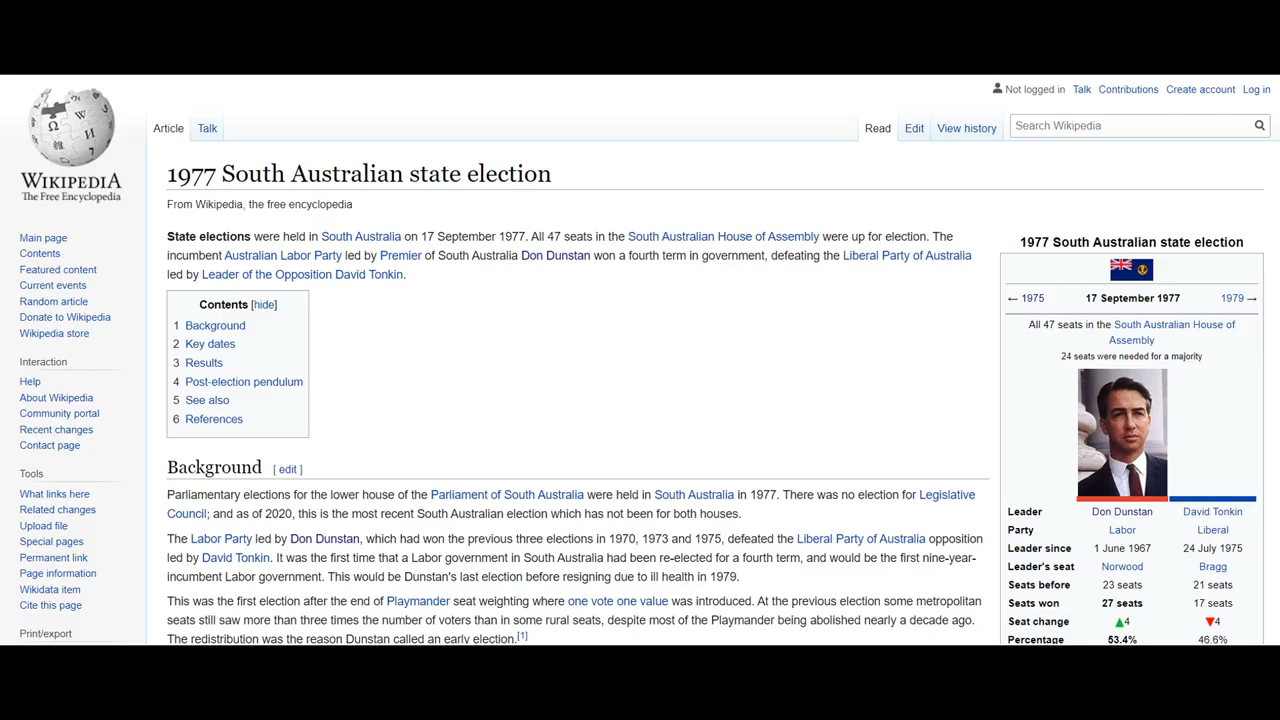 Not logged in Talk Contributions Create account Log in
Article Talk Read Edit View history Search Wikipedia
WIKIPEDIA
The Free Encyclopedia
Main page
Contents
Featured content
Current events
Random article
Donate to Wikipedia
Wikipedia store
Interaction
Help
About Wikipedia
Community portal
Recent changes
Contact page
Tools
What links here
Related changes
Upload file
Special pages
Permanent link
Page information
Wikidata item
Cite this page
Print/export
1977 South Australian state election
From Wikipedia, the free encyclopedia
State elections were held in South Australia on 17 September 1977. All 47 seats in the South Australian House of Assembly were up for election. The
incumbent Australian Labor Party led by Premier of South Australia Don Dunstan won a fourth term in government, defeating the Liberal Party of Australia
led by Leader of the Opposition David Tonkin.
Contents [hide]
1 Background
2 Key dates
3 Results
4 Post-election pendulum
5 See also
6 References
Background [ edit ]
Parliamentary elections for the lower house of the Parliament of South Australia were held in South Australia in 1977. There was no election for Legislative
Council; and as of 2020, this is the most recent South Australian election which has not been for both houses.
The Labor Party led by Don Dunstan, which had won the previous three elections in 1970, 1973 and 1975, defeated the Liberal Party of Australia opposition
led by David Tonkin. It was the first time that a Labor government in South Australia had been re-elected for a fourth term, and would be the first nine-year-
incumbent Labor government. This would be Dunstan's last election before resigning due to ill health in 1979.
This was the first election after the end of Playmander seat weighting where one vote one value was introduced. At the previous election some metropolitan
seats still saw more than three times the number of voters than in some rural seats, despite most of the Playmander being abolished nearly a decade ago.
The redistribution was the reason Dunstan called an early election.[1]
1977 South Australian state election
← 1975 17 September 1977 1979 →
All 47 seats in the South Australian House of
Assembly
24 seats were needed for a majority
Leader Don Dunstan David Tonkin
Party Labor Liberal
Leader since 1 June 1967 24 July 1975
Leader's seat Norwood Bragg
Seats before 23 seats 21 seats
Seats won 27 seats 17 seats
Seat change ▲4 ▼4
Percentage 53.4% 46.6%